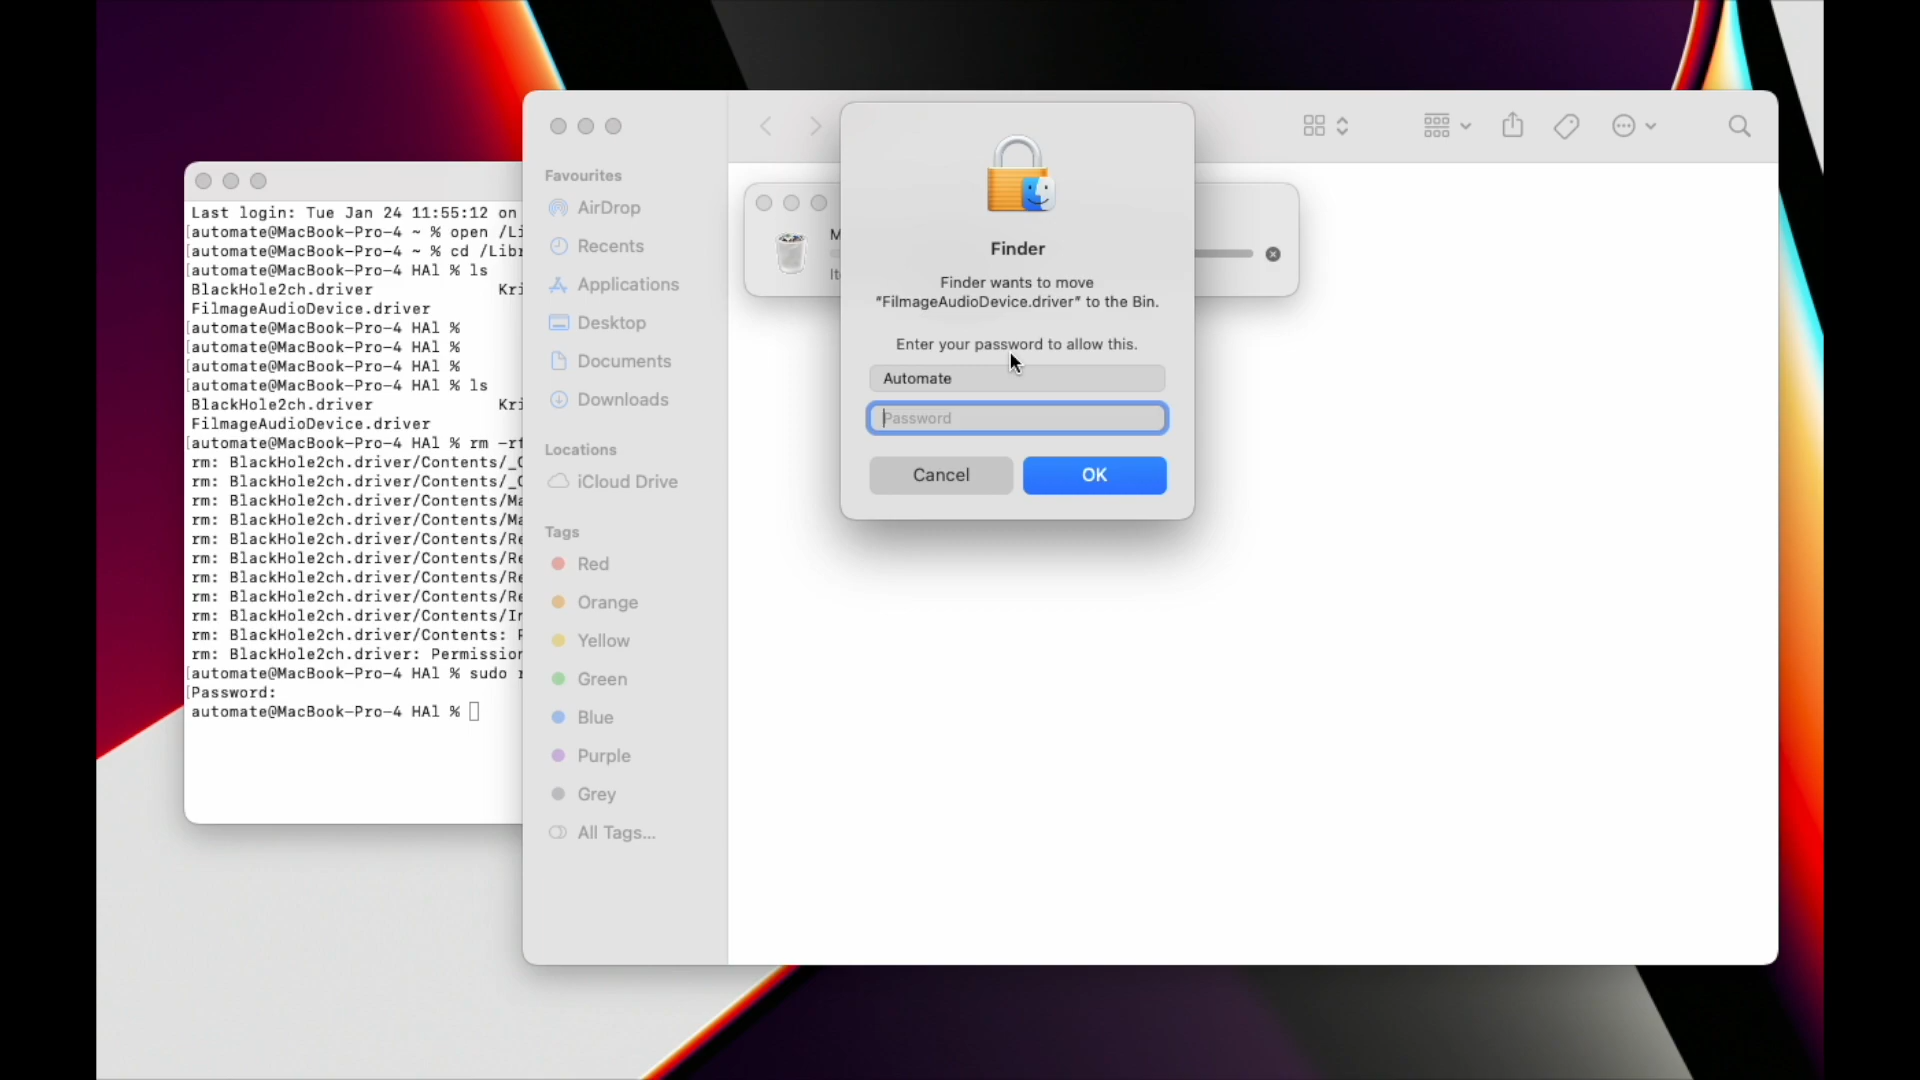 Last login: Tue Jan 24 11:55:12 on
[automate@MacBook-Pro-4 ~ % open /Li
[automate@MacBook-Pro-4 ~ % cd /Libr
[automate@MacBook-Pro-4 HAl % ls
BlackHole2ch.driver Kri
FilmageAudioDevice.driver
[automate@MacBook-Pro-4 HAl %
[automate@MacBook-Pro-4 HAl %
[automate@MacBook-Pro-4 HAl %
[automate@MacBook-Pro-4 HAl % ls
BlackHole2ch.driver Kri
FilmageAudioDevice.driver
[automate@MacBook-Pro-4 HAl % rm -rf
rm: BlackHole2ch.driver/Contents/_C
rm: BlackHole2ch.driver/Contents/_C
rm: BlackHole2ch.driver/Contents/Ma
rm: BlackHole2ch.driver/Contents/Ma
rm: BlackHole2ch.driver/Contents/Re
rm: BlackHole2ch.driver/Contents/Re
rm: BlackHole2ch.driver/Contents/Re
rm: BlackHole2ch.driver/Contents/Re
rm: BlackHole2ch.driver/Contents/In
rm: BlackHole2ch.driver/Contents: P
rm: BlackHole2ch.driver: Permission
[automate@MacBook-Pro-4 HAl % sudo r
[Password:
automate@MacBook-Pro-4 HAl %
Favourites
AirDrop
Recents
Applications
Desktop
Documents
Downloads
Locations
iCloud Drive
Tags
Red
Orange
Yellow
Green
Blue
Purple
Grey
All Tags...
M
Ite
Finder
Finder wants to move
"FilmageAudioDevice.driver" to the Bin.
Enter your password to allow this.
Automate
Password
Cancel
OK